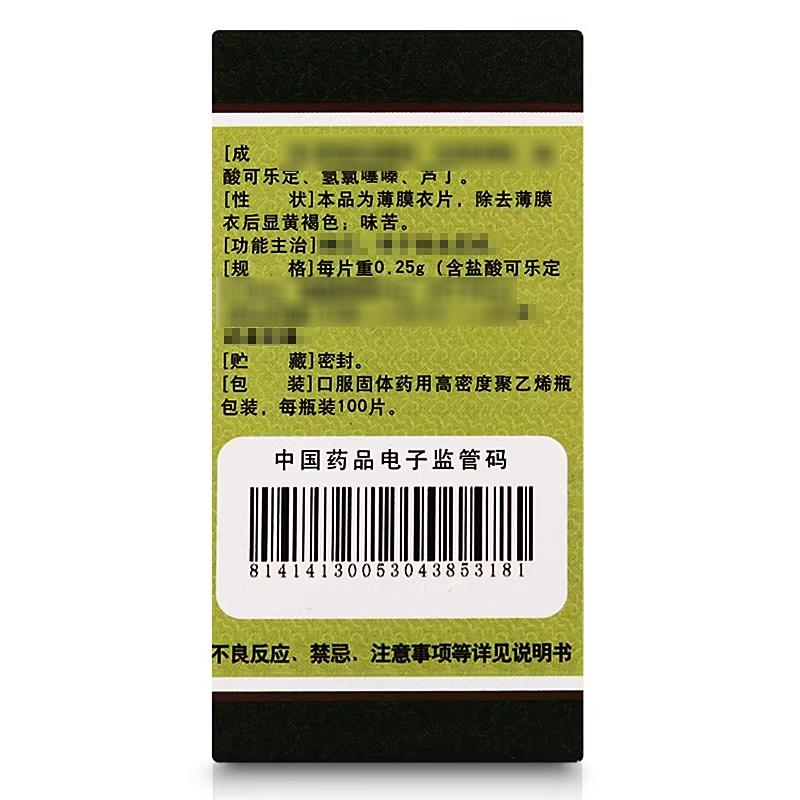 [成
酸可乐定、氢氯噻嗪、芦丁。
[性 状]本品为薄膜衣片，除去薄膜
衣后显黄褐色；味苦。
[功能主治]
[规 格]每片重0.25g（含盐酸可乐定
[贮 藏]密封。
[包 装]口服固体药用高密度聚乙烯瓶
包装，每瓶装100片。
中国药品电子监管码
81414130053043853181
不良反应、禁忌、注意事项等详见说明书